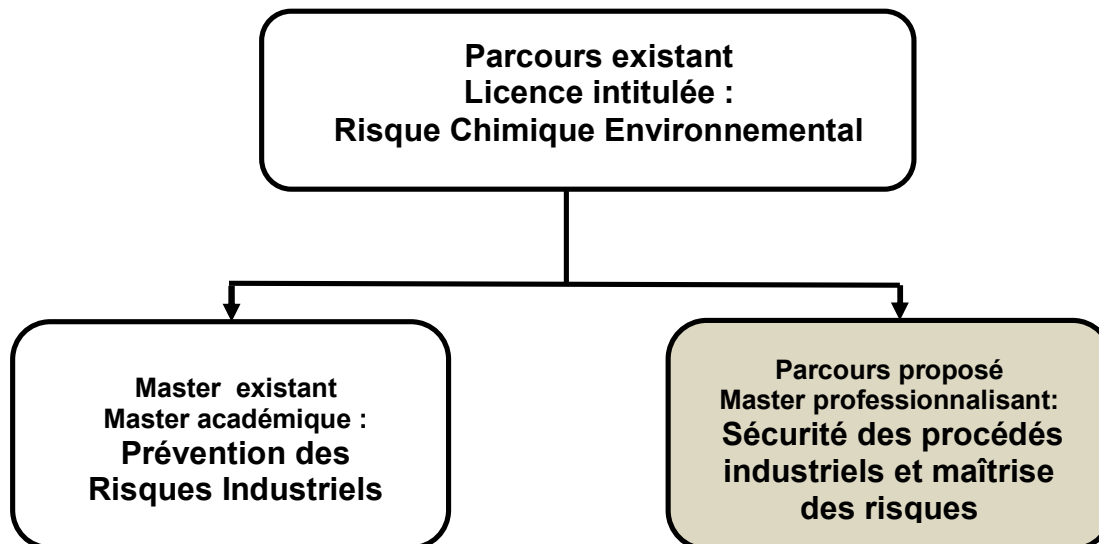 Parcours existant
Licence intitulée :
Risque Chimique Environnemental
Master existant
Master académique :
Prévention des
Risques Industriels
Parcours proposé
Master professionnalisant:
Sécurité des procédés
industriels et maîtrise
des risques